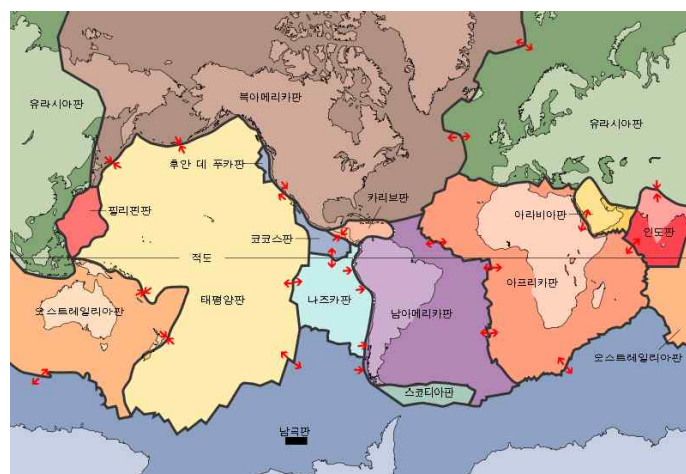 유라시아판
북아메리카판
유라시아판
후안 데 푸카판
카리브판
필리핀판
아라비아판
인도판
코코스판
적도
아프리카판
태평양판
나즈카판
남아메리카판
오스트레일리아판
오스트레일리아판
스코티아판
남극판